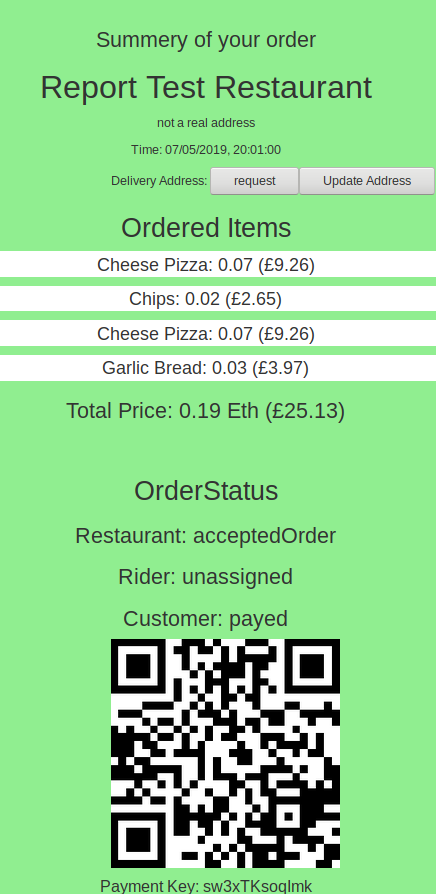 Summery of your order
Report Test Restaurant
not a real address
Time: 07/05/2019, 20:01:00
Delivery Address: request Update Address
Ordered Items
Cheese Pizza: 0.07 (£9.26)
Chips: 0.02 (£2.65)
Cheese Pizza: 0.07 (£9.26)
Garlic Bread: 0.03 (£3.97)
Total Price: 0.19 Eth (£25.13)
OrderStatus
Restaurant: acceptedOrder
Rider: unassigned
Customer: payed
Payment Key: sw3xTKsoqImk